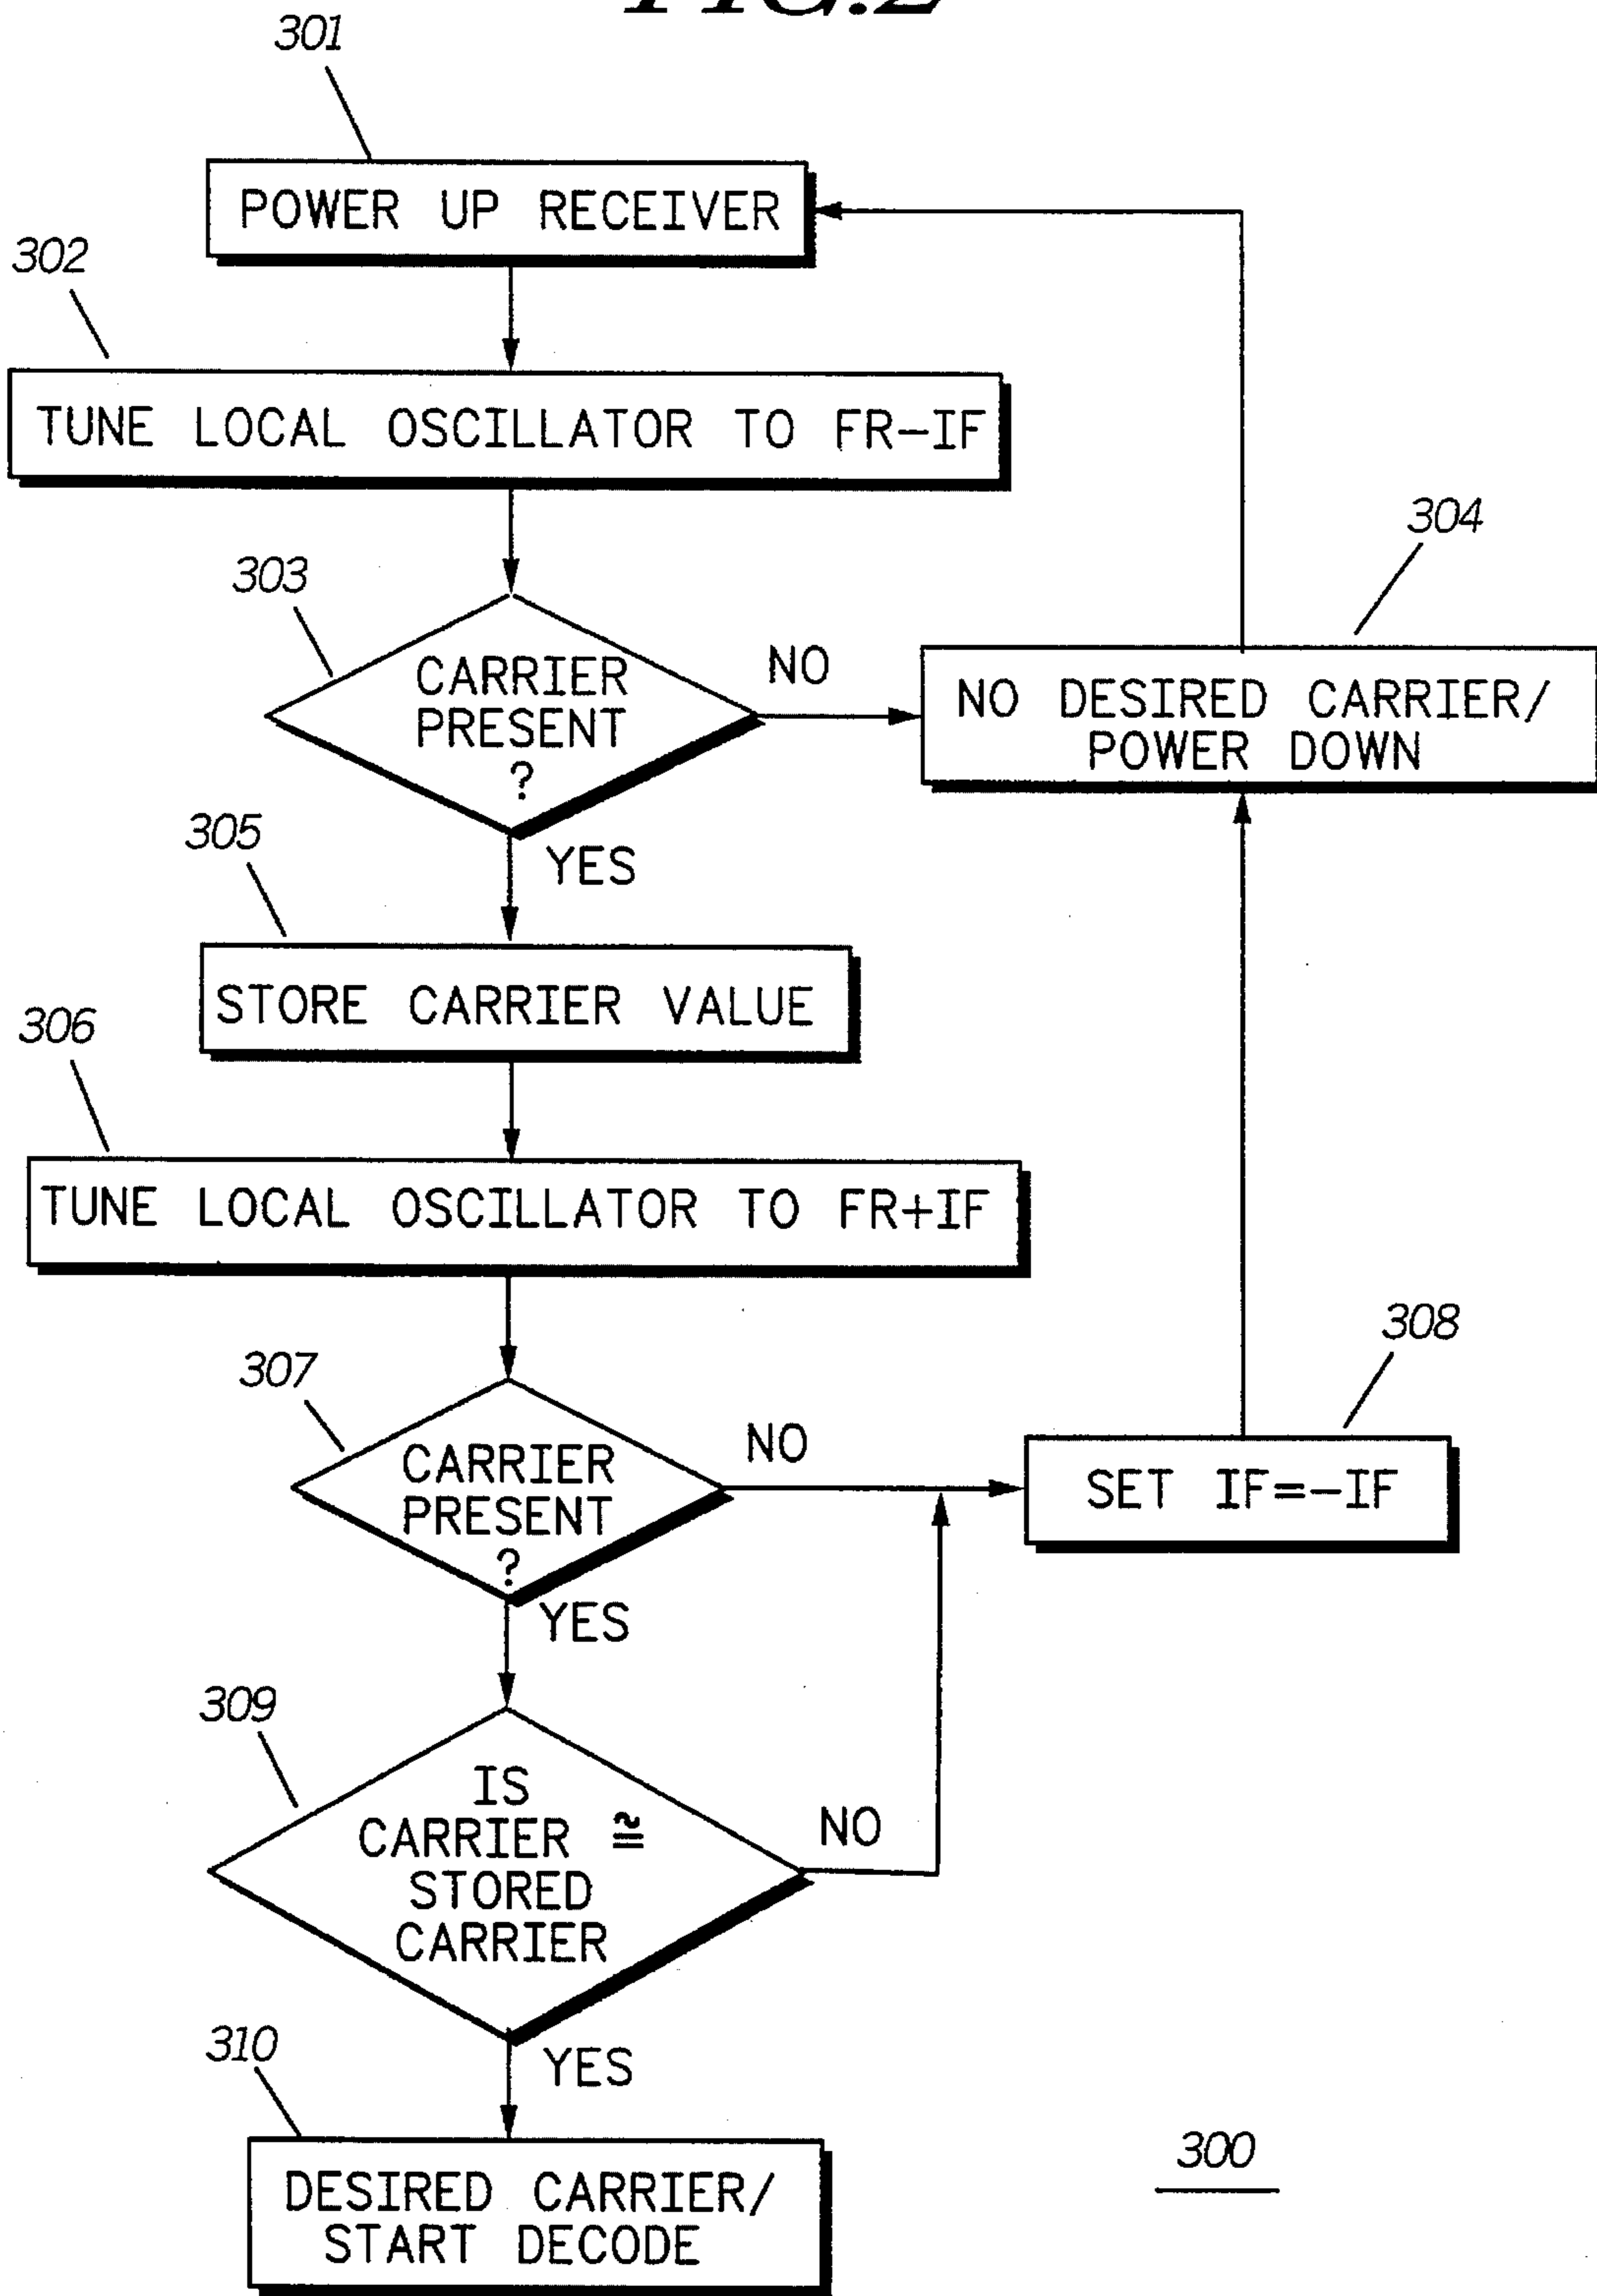 FIG.2
301
POWER UP RECEIVER
302
TUNE LOCAL OSCILLATOR TO FR-IF
303
304
CARRIER
PRESENT
?
NO
NO DESIRED CARRIER/
POWER DOWN
YES
305
STORE CARRIER VALUE
306
TUNE LOCAL OSCILLATOR TO FR+IF
307
308
CARRIER
PRESENT
?
NO
SET IF=-IF
YES
309
IS
CARRIER ≅
STORED
CARRIER
NO
YES
310
DESIRED CARRIER/
START DECODE
300